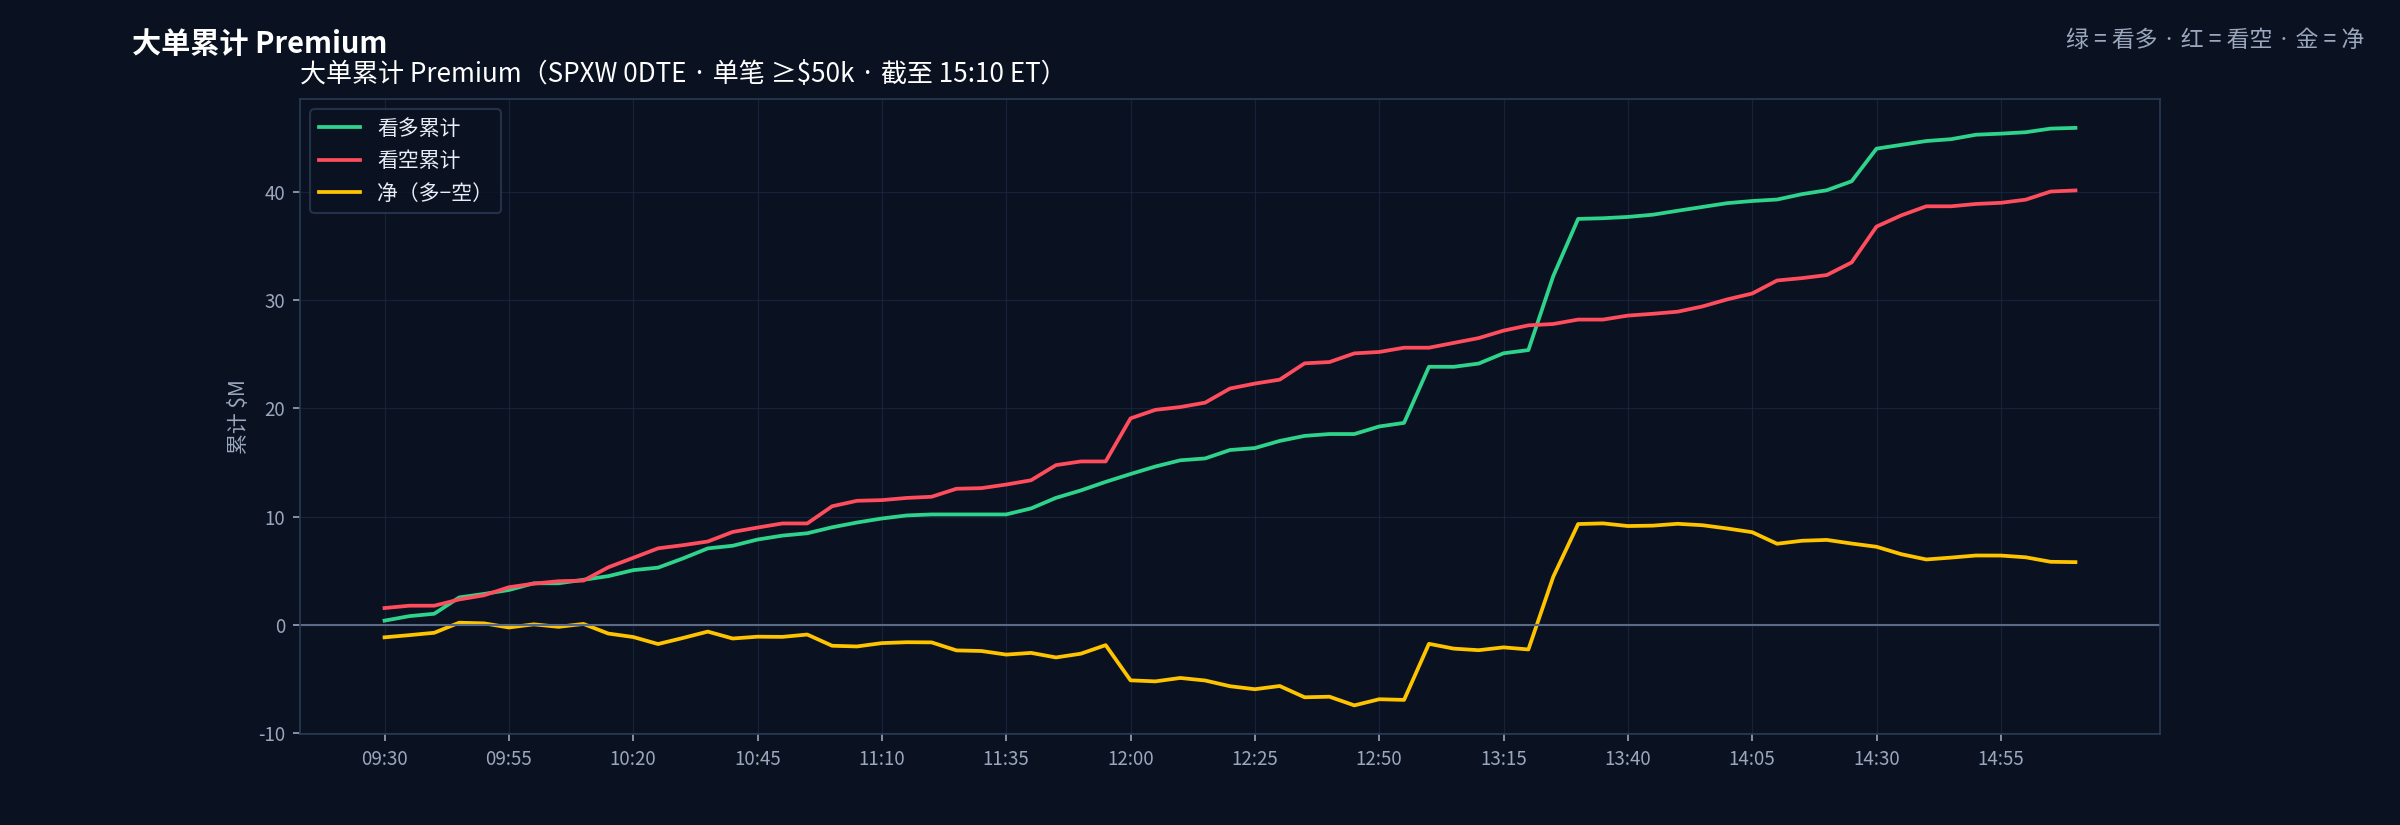 大单累计 Premium
绿 = 看多 · 红 = 看空 · 金 = 净
大单累计 Premium（SPXW 0DTE · 单笔 ≥$50k · 截至 15:10 ET）
看多累计
看空累计
净（多−空）
累计 $M
40
30
20
10
0
-10
09:30 09:55 10:20 10:45 11:10 11:35 12:00 12:25 12:50 13:15 13:40 14:05 14:30 14:55